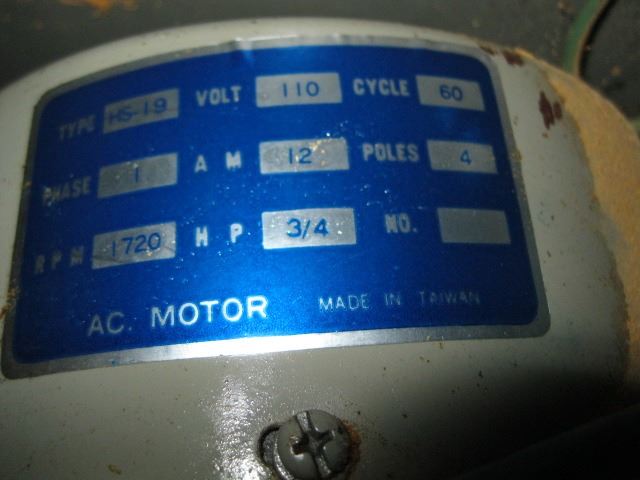 TYPE HS-19 VOLT 110 CYCLE 60
PHASE 1 A M 12 POLES 4
R P M 1720 H P 3/4 NO.
AC. MOTOR MADE IN TAIWAN